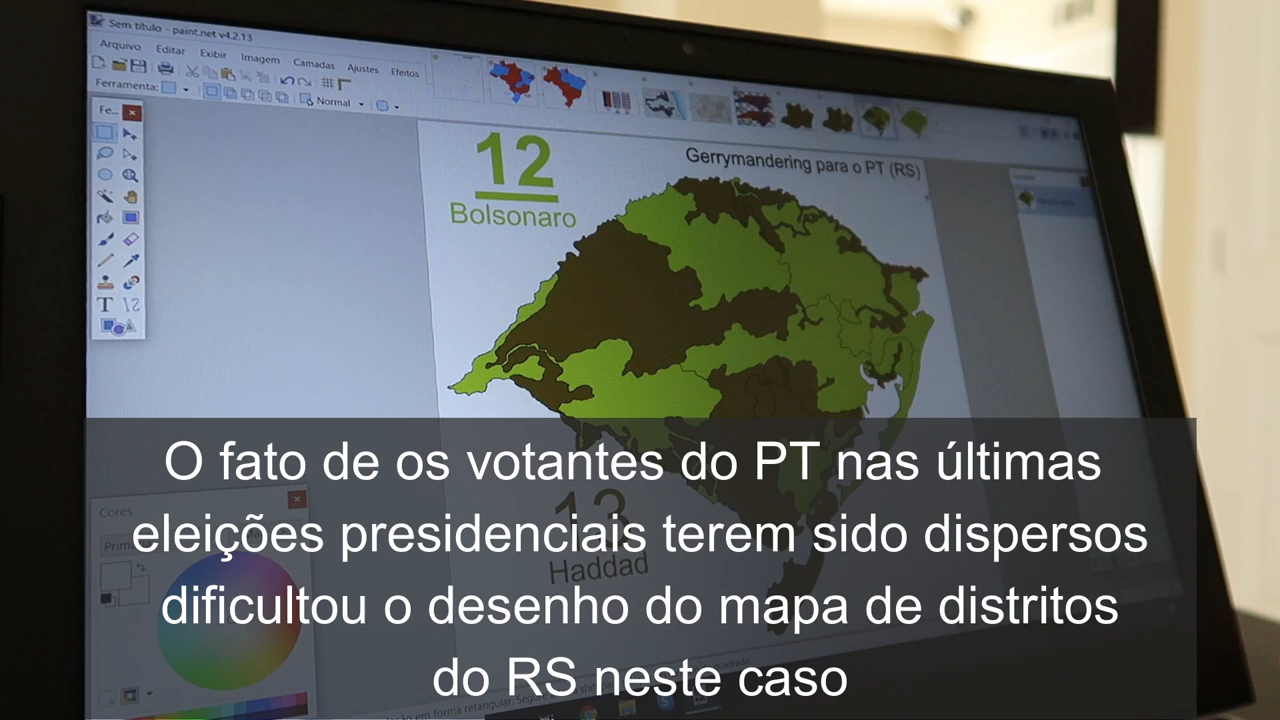 Sem título - paint.net v4.2.13
Arquivo Editar Exibir Imagem Camadas Ajustes Efeitos
Ferramenta: Normal
Fe...
12
Bolsonaro
Gerrymandering para o PT (RS)
13
Haddad
Cores
O fato de os votantes do PT nas últimas
eleições presidenciais terem sido dispersos
dificultou o desenho do mapa de distritos
do RS neste caso